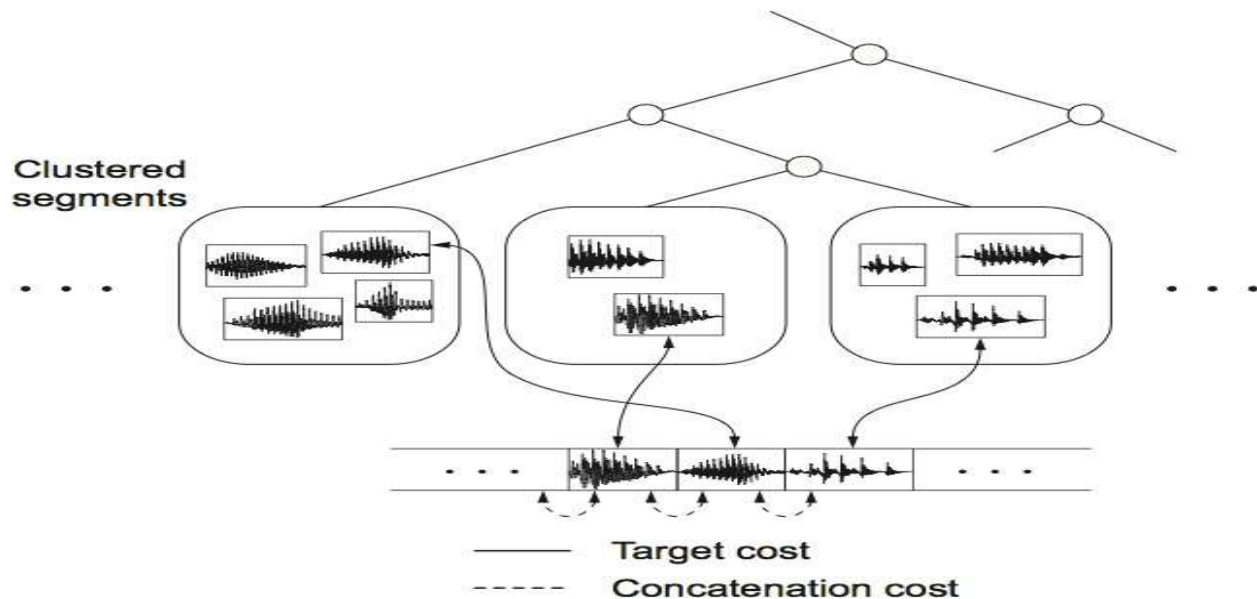 Clustered
segments
Target cost
Concatenation cost